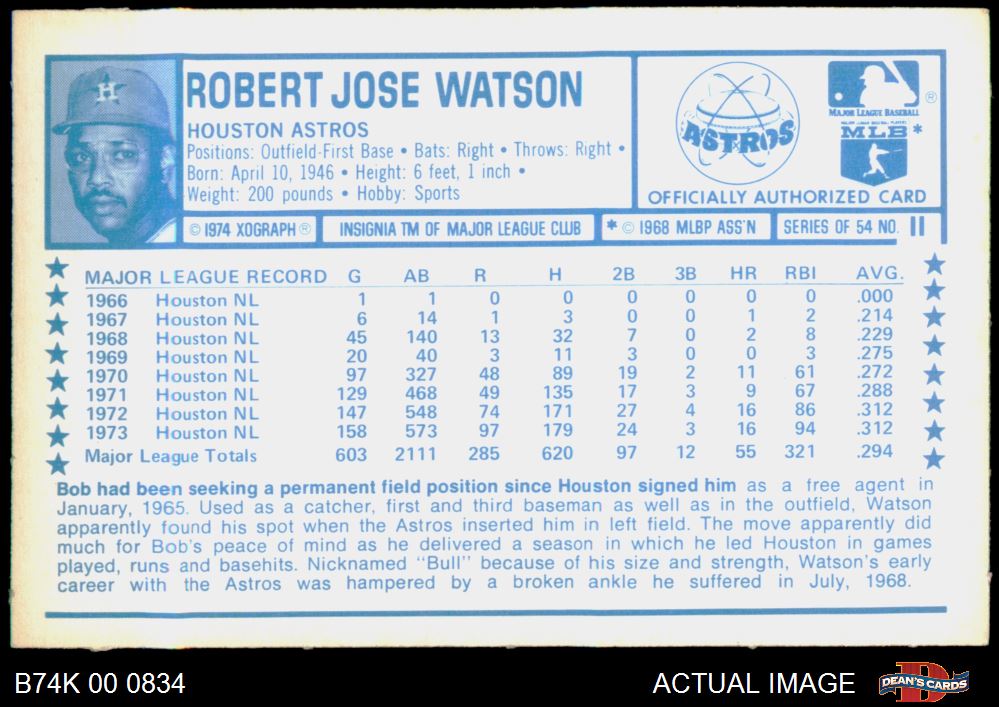 H
ROBERT JOSE WATSON
HOUSTON ASTROS
Positions: Outfield-First Base • Bats: Right • Throws: Right •
Born: April 10, 1946 • Height: 6 feet, 1 inch •
Weight: 200 pounds • Hobby: Sports
ASTROS
®
MAJOR LEAGUE BASEBALL
MAJOR LEAGUE BASEBALL PLAYERS
MLB*
OFFICIALLY AUTHORIZED CARD
© 1974 XOGRAPH ® INSIGNIA TM OF MAJOR LEAGUE CLUB * © 1968 MLBP ASS'N SERIES OF 54 NO. 11
MAJOR LEAGUE RECORD G AB R H 2B 3B HR RBI AVG.
1966 Houston NL 1 1 0 0 0 0 0 0 .000
1967 Houston NL 6 14 1 3 0 0 1 2 .214
1968 Houston NL 45 140 13 32 7 0 2 8 .229
1969 Houston NL 20 40 3 11 3 0 0 3 .275
1970 Houston NL 97 327 48 89 19 2 11 61 .272
1971 Houston NL 129 468 49 135 17 3 9 67 .288
1972 Houston NL 147 548 74 171 27 4 16 86 .312
1973 Houston NL 158 573 97 179 24 3 16 94 .312
Major League Totals 603 2111 285 620 97 12 55 321 .294
Bob had been seeking a permanent field position since Houston signed him as a free agent in
January, 1965. Used as a catcher, first and third baseman as well as in the outfield, Watson
apparently found his spot when the Astros inserted him in left field. The move apparently did
much for Bob's peace of mind as he delivered a season in which he led Houston in games
played, runs and basehits. Nicknamed "Bull" because of his size and strength, Watson's early
career with the Astros was hampered by a broken ankle he suffered in July, 1968.
B74K 00 0834
ACTUAL IMAGE
D
DEAN'S CARDS